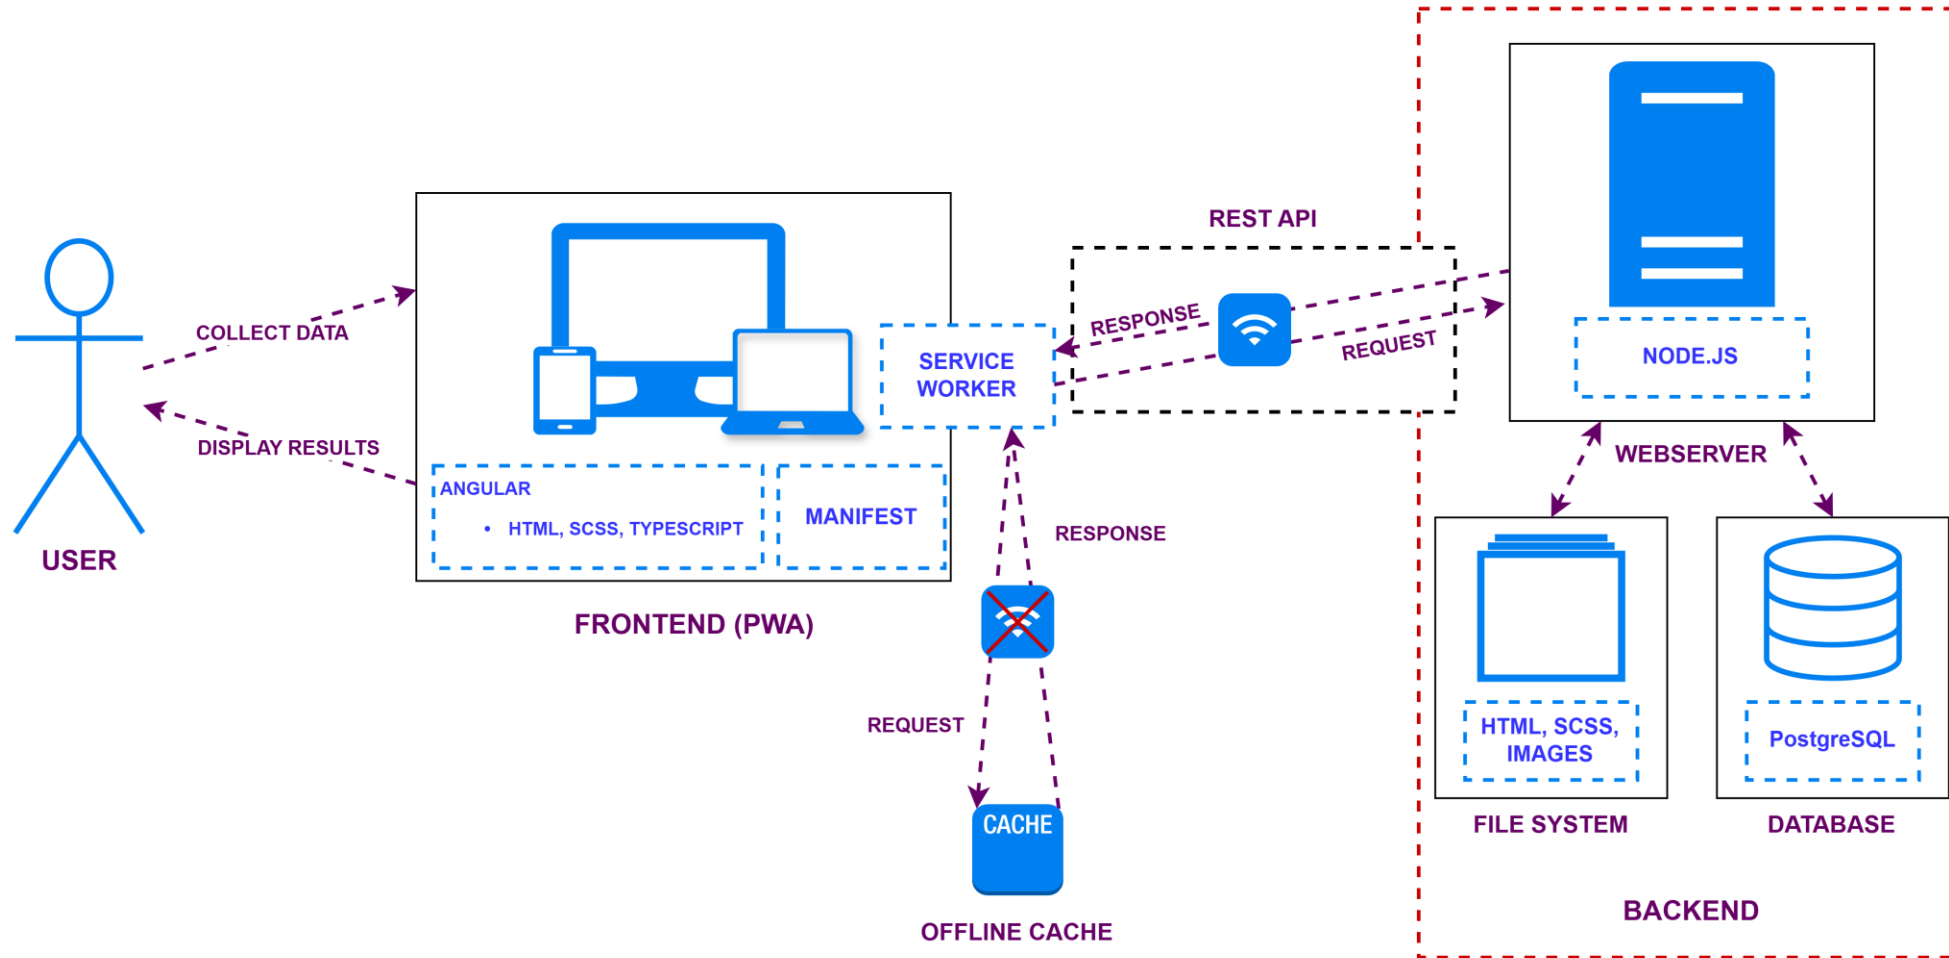 USER
COLLECT DATA
DISPLAY RESULTS
ANGULAR
• HTML, SCSS, TYPESCRIPT
MANIFEST
FRONTEND (PWA)
SERVICE
WORKER
REST API
RESPONSE
REQUEST
RESPONSE
REQUEST
CACHE
OFFLINE CACHE
NODE.JS
WEBSERVER
HTML, SCSS,
IMAGES
FILE SYSTEM
PostgreSQL
DATABASE
BACKEND